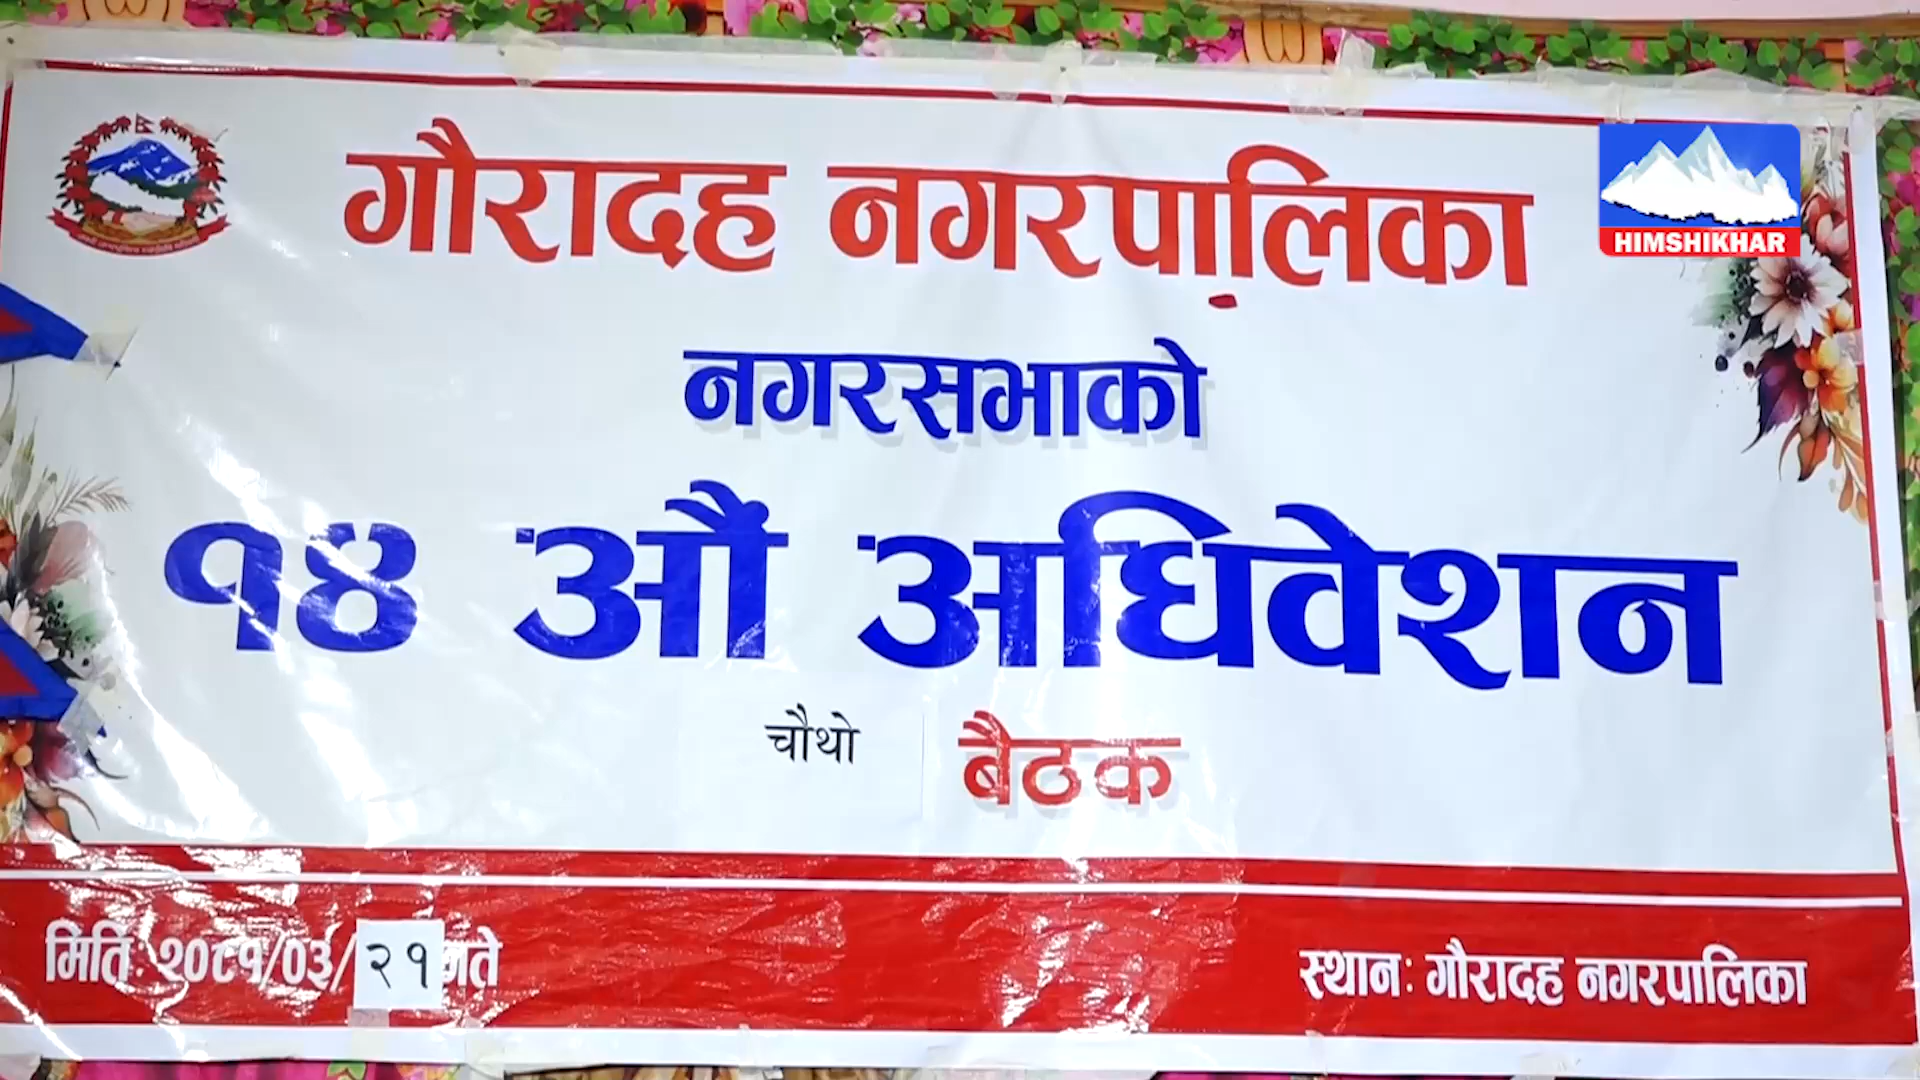 गौरादह नगरपालिका
HIMSHIKHAR
नगरसभाको
१४ औं अधिवेशन
चौथो बैठक
मितिः २०८१/०३/२१ गते
स्थानः गौरादह नगरपालिका